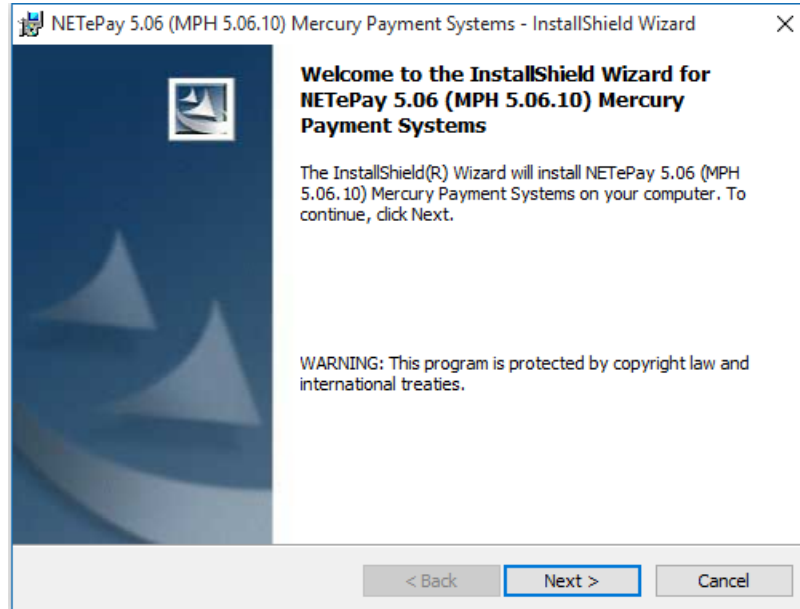 NETePay 5.06 (MPH 5.06.10) Mercury Payment Systems - InstallShield Wizard
Welcome to the InstallShield Wizard for
NETePay 5.06 (MPH 5.06.10) Mercury
Payment Systems
The InstallShield(R) Wizard will install NETePay 5.06 (MPH
5.06.10) Mercury Payment Systems on your computer. To
continue, click Next.
WARNING: This program is protected by copyright law and
international treaties.
< Back
Next >
Cancel